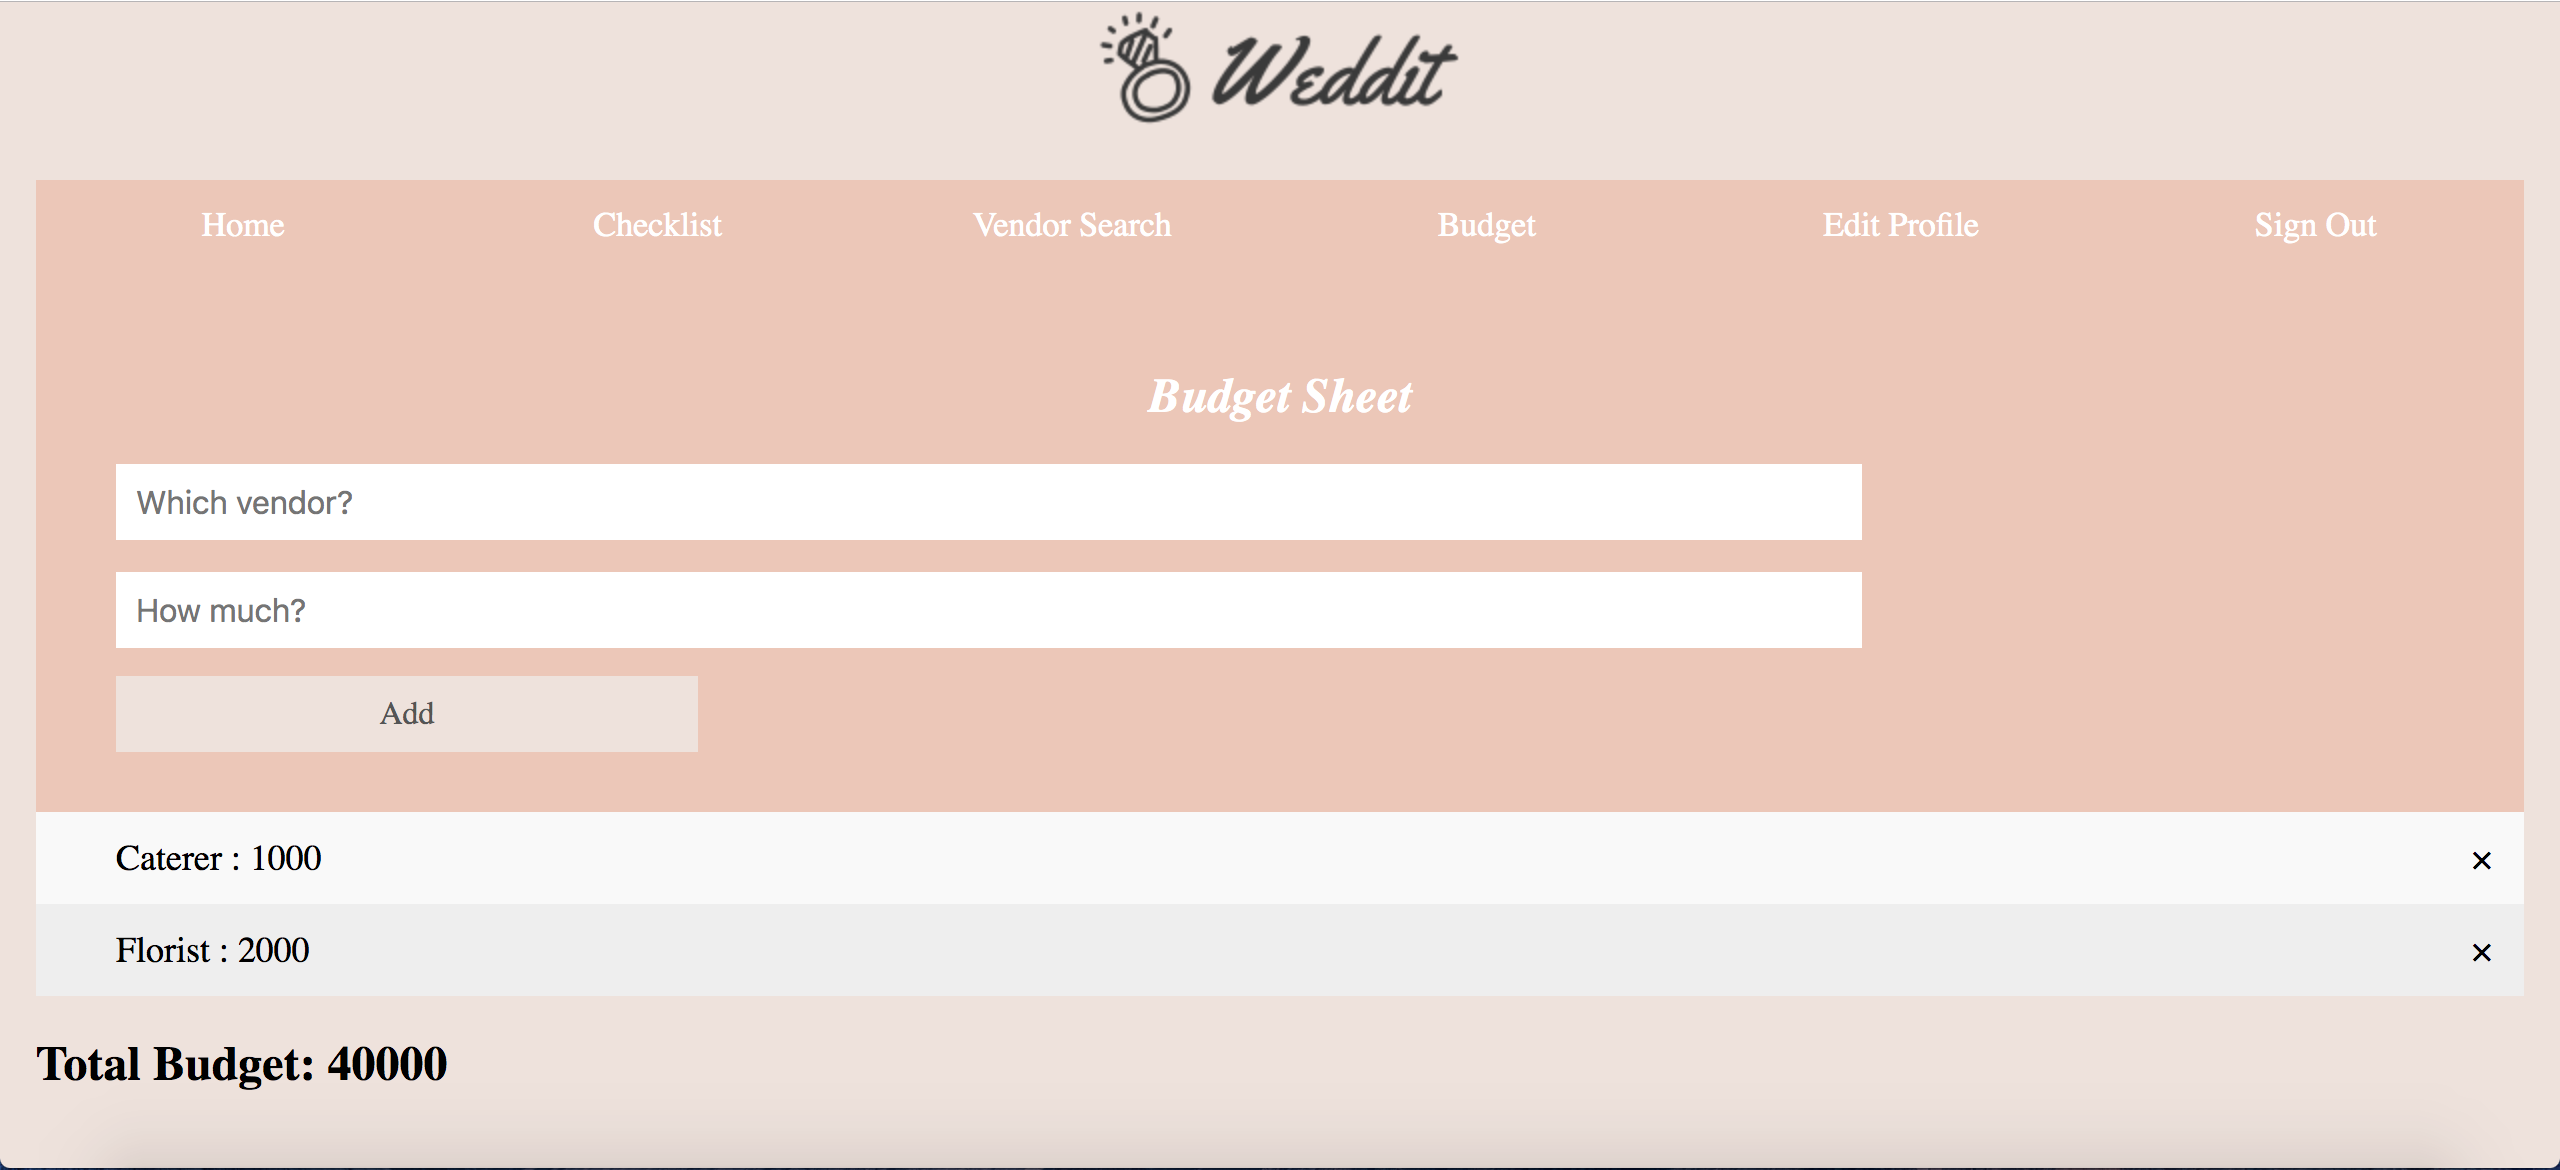 Weddit
Home Checklist Vendor Search Budget Edit Profile Sign Out
Budget Sheet
Which vendor?
How much?
Add
Caterer : 1000 ×
Florist : 2000 ×
Total Budget: 40000